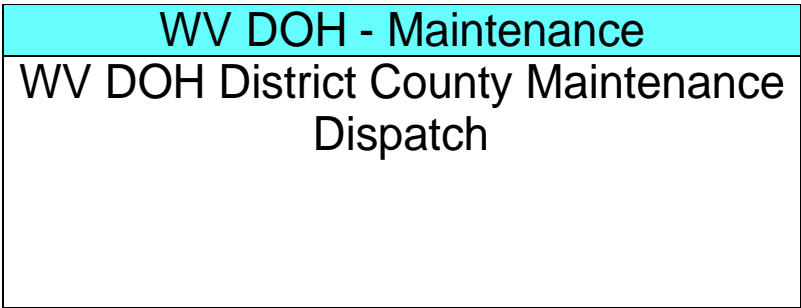 WV DOH - Maintenance
WV DOH District County Maintenance
Dispatch